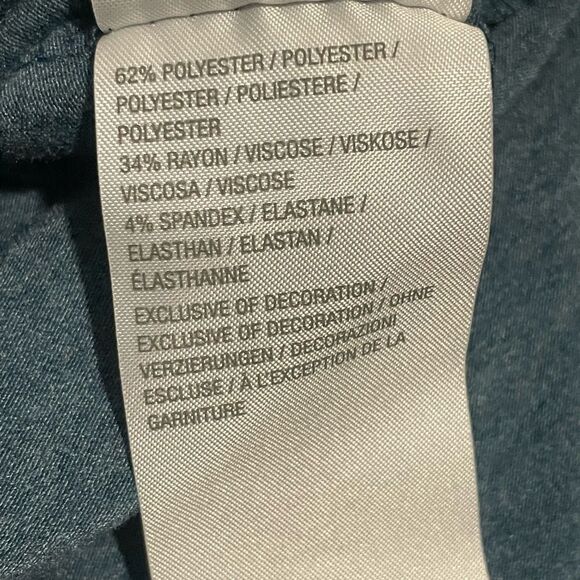 62% POLYESTER / POLYESTER /
POLYESTER / POLIESTERE /
POLYESTER
34% RAYON / VISCOSE / VISKOSE /
VISCOSA / VISCOSE
4% SPANDEX / ELASTANE /
ELASTHAN / ELASTAN /
ÉLASTHANNE
EXCLUSIVE OF DECORATION /
EXCLUSIVE OF DECORATION / OHNE
VERZIERUNGEN / DECORAZIONI
ESCLUSE / À L'EXCEPTION DE LA
GARNITURE